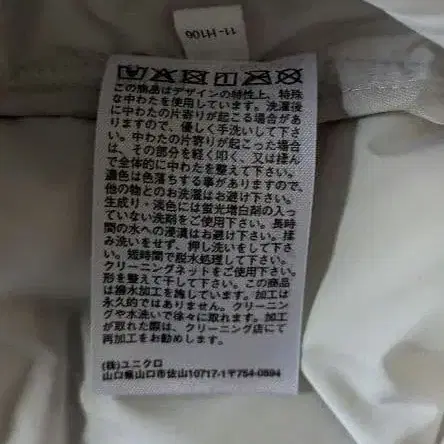 11-H106
この商品はデザインの特性上、特殊
な中わたを使用しています。洗濯後
に中わたの片寄りが起こる場合があ
りますので、優しく手洗いして下さ
い。中わたの片寄りが起こった場合
は、その部分を軽く叩く、又は揉ん
で全体的に中わたを整えて下さい。
濃色は色落ちする事がありますので、
他の物とのお洗濯はお避け下さい。
生成り・淡色には蛍光増白剤の入っ
ていない洗剤をご使用下さい。長時
間の水への浸漬はお避け下さい。揉
み洗いをせず、押し洗いをして下さ
い。短時間で脱水処理して下さい。
クリーニングネットをご使用下さい。
形を整えて干して下さい。この商品
は撥水加工を施しています。加工は
永久的ではありません。クリーニン
グや水洗いで徐々に取れます。加工
が取れた際は、クリーニング店にて
再加工をお勧めします。
(株)ユニクロ
山口県山口市佐山10717-1〒754-0894